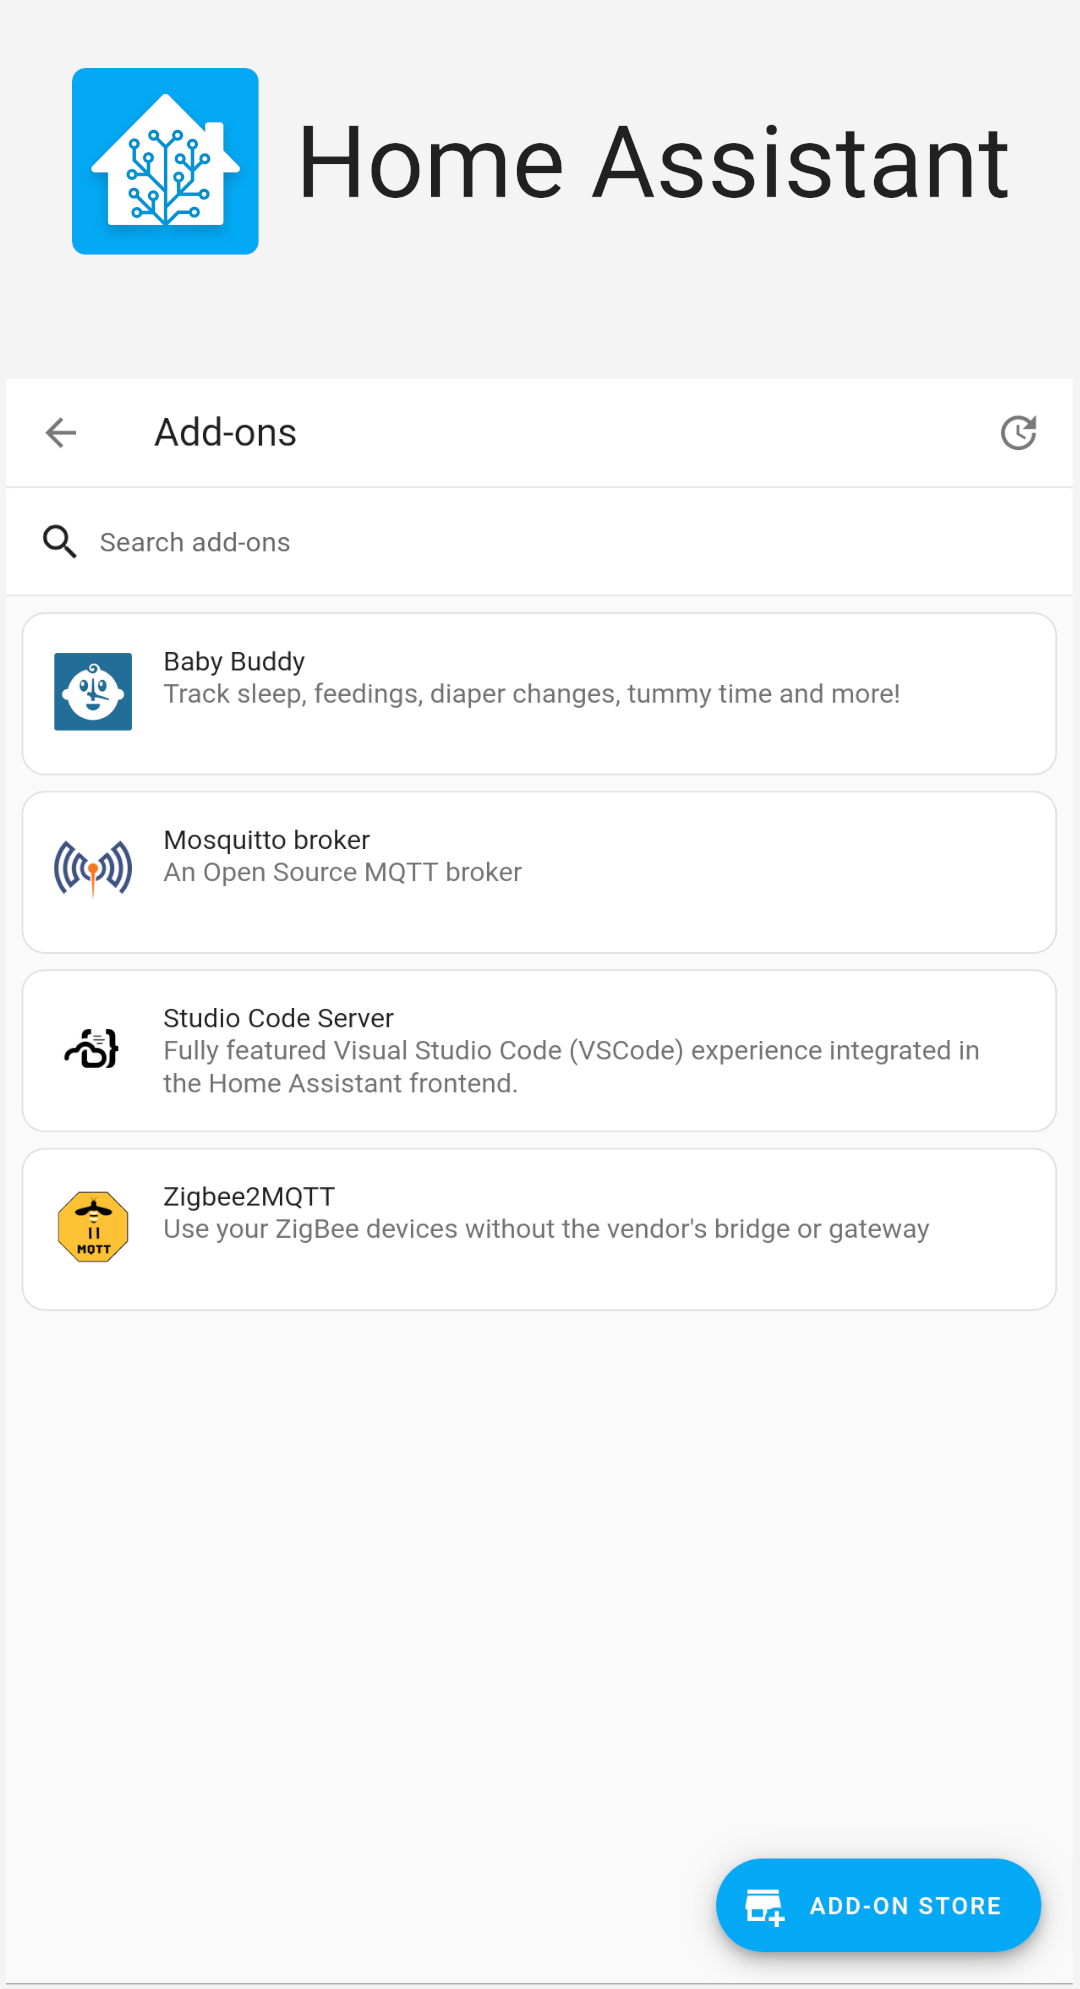 Home Assistant
Add-ons
Search add-ons
Baby Buddy
Track sleep, feedings, diaper changes, tummy time and more!
Mosquitto broker
An Open Source MQTT broker
Studio Code Server
Fully featured Visual Studio Code (VSCode) experience integrated in
the Home Assistant frontend.
Zigbee2MQTT
Use your ZigBee devices without the vendor's bridge or gateway
MQTT
ADD-ON STORE